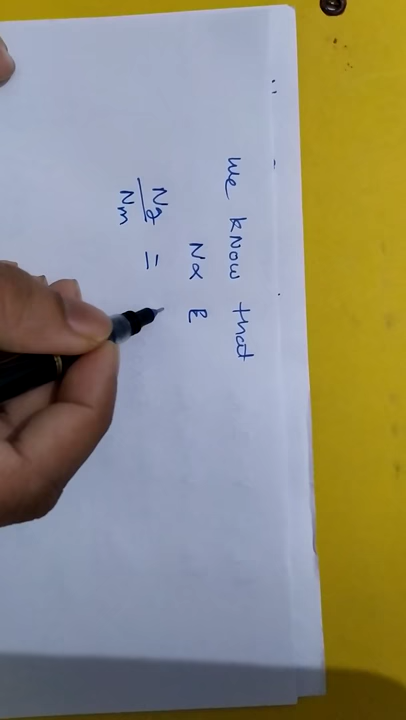 We know that
N ∝ E
N2/Nm =